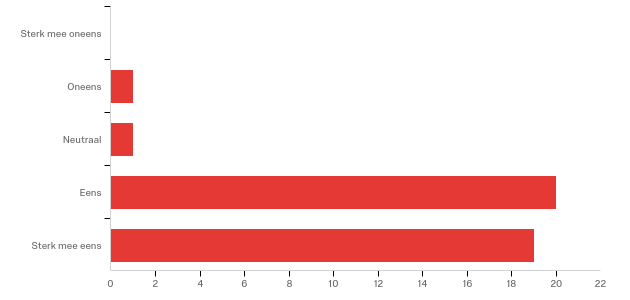 Sterk mee oneens
Oneens
Neutraal
Eens
Sterk mee eens
0 2 4 6 8 10 12 14 16 18 20 22